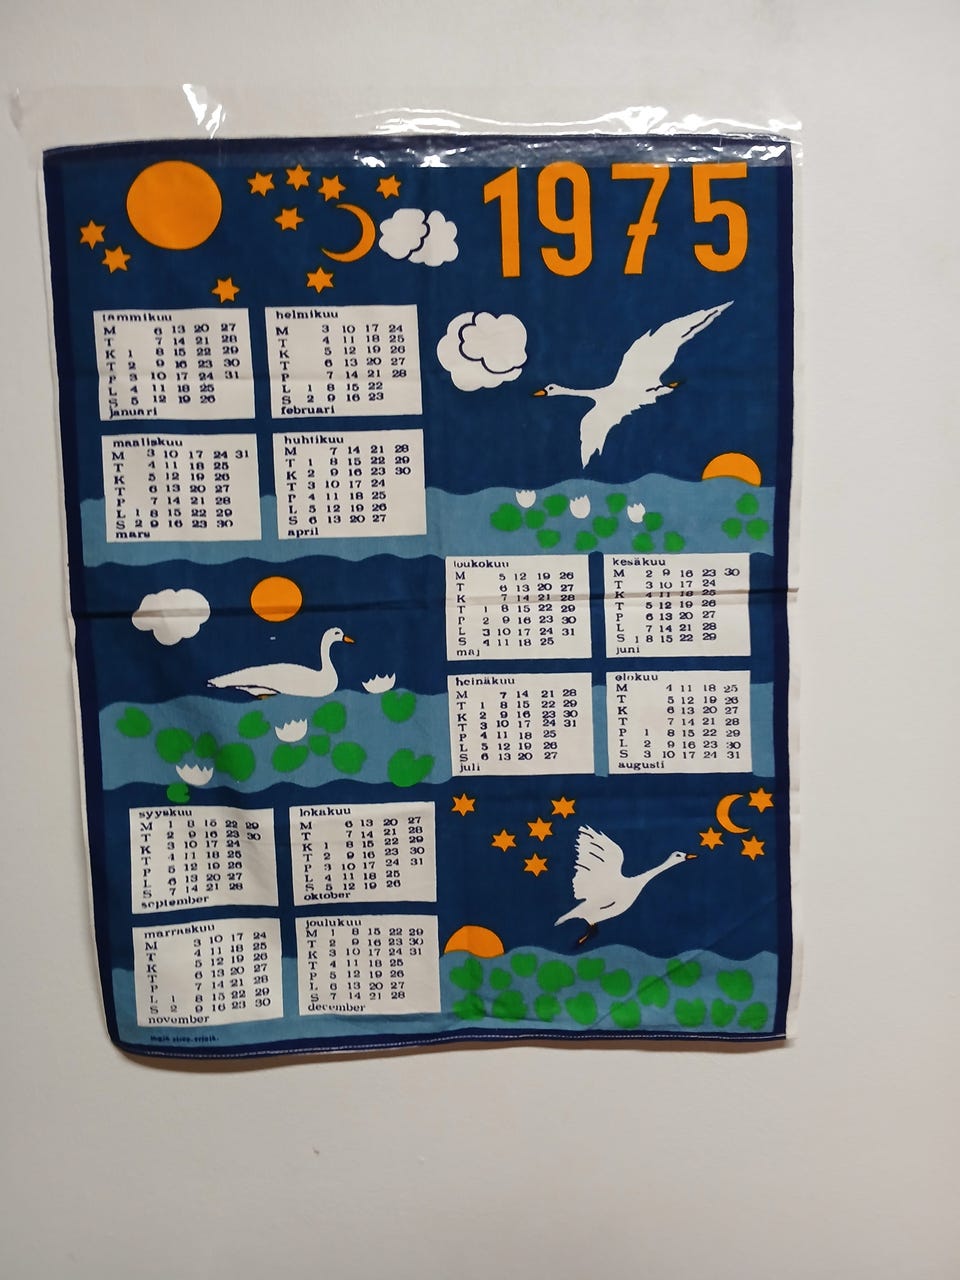 1975
tammikuu
M 6 13 20 27
T 7 14 21 28
K 1 8 15 22 29
T 2 9 16 23 30
P 3 10 17 24 31
L 4 11 18 25
S 5 12 19 26
januari
helmikuu
M 3 10 17 24
T 4 11 18 25
K 5 12 19 26
T 6 13 20 27
P 7 14 21 28
L 1 8 15 22
S 2 9 16 23
februari
maaliskuu
M 3 10 17 24 31
T 4 11 18 25
K 5 12 19 26
T 6 13 20 27
P 7 14 21 28
L 1 8 15 22 29
S 2 9 16 23 30
mars
huhtikuu
M 7 14 21 28
T 1 8 15 22 29
K 2 9 16 23 30
T 3 10 17 24
P 4 11 18 25
L 5 12 19 26
S 6 13 20 27
april
toukokuu
M 5 12 19 26
T 6 13 20 27
K 7 14 21 28
T 1 8 15 22 29
P 2 9 16 23 30
L 3 10 17 24 31
S 4 11 18 25
maj
kesäkuu
M 2 9 16 23 30
T 3 10 17 24
K 4 11 18 25
T 5 12 19 26
P 6 13 20 27
L 7 14 21 28
S 1 8 15 22 29
juni
heinäkuu
M 7 14 21 28
T 1 8 15 22 29
K 2 9 16 23 30
T 3 10 17 24 31
P 4 11 18 25
L 5 12 19 26
S 6 13 20 27
juli
elokuu
M 4 11 18 25
T 5 12 19 26
K 6 13 20 27
T 7 14 21 28
P 1 8 15 22 29
L 2 9 16 23 30
S 3 10 17 24 31
augusti
syyskuu
M 1 8 15 22 29
T 2 9 16 23 30
K 3 10 17 24
T 4 11 18 25
P 5 12 19 26
L 6 13 20 27
S 7 14 21 28
september
lokakuu
M 6 13 20 27
T 7 14 21 28
K 1 8 15 22 29
T 2 9 16 23 30
P 3 10 17 24 31
L 4 11 18 25
S 5 12 19 26
oktober
marraskuu
M 3 10 17 24
T 4 11 18 25
K 5 12 19 26
T 6 13 20 27
P 7 14 21 28
L 1 8 15 22 29
S 2 9 16 23 30
november
joulukuu
M 1 8 15 22 29
T 2 9 16 23 30
K 3 10 17 24 31
T 4 11 18 25
P 5 12 19 26
L 6 13 20 27
S 7 14 21 28
december